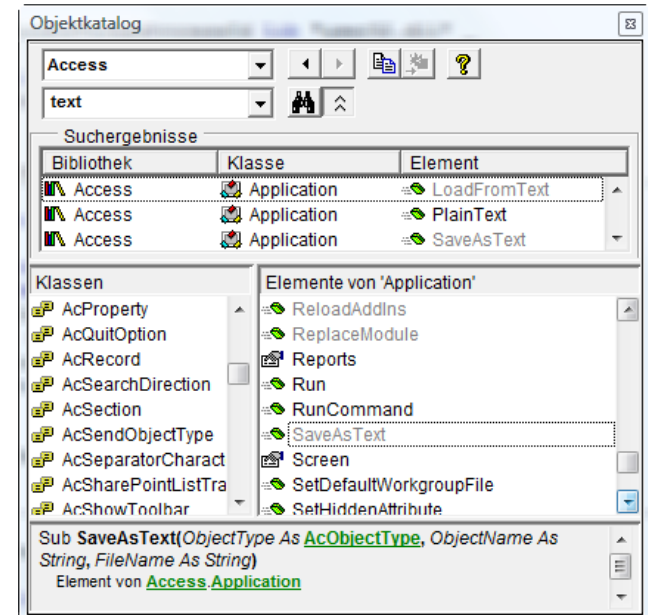 Objektkatalog
Access
text
Suchergebnisse
Bibliothek Klasse Element
Access Application LoadFromText
Access Application PlainText
Access Application SaveAsText
Klassen
AcProperty
AcQuitOption
AcRecord
AcSearchDirection
AcSection
AcSendObjectType
AcSeparatorCharact
AcSharePointListTra
AcShowToolbar
Elemente von 'Application'
ReloadAddIns
ReplaceModule
Reports
Run
RunCommand
SaveAsText
Screen
SetDefaultWorkgroupFile
SetHiddenAttribute
Sub SaveAsText(ObjectType As AcObjectType, ObjectName As
String, FileName As String)
Element von Access.Application